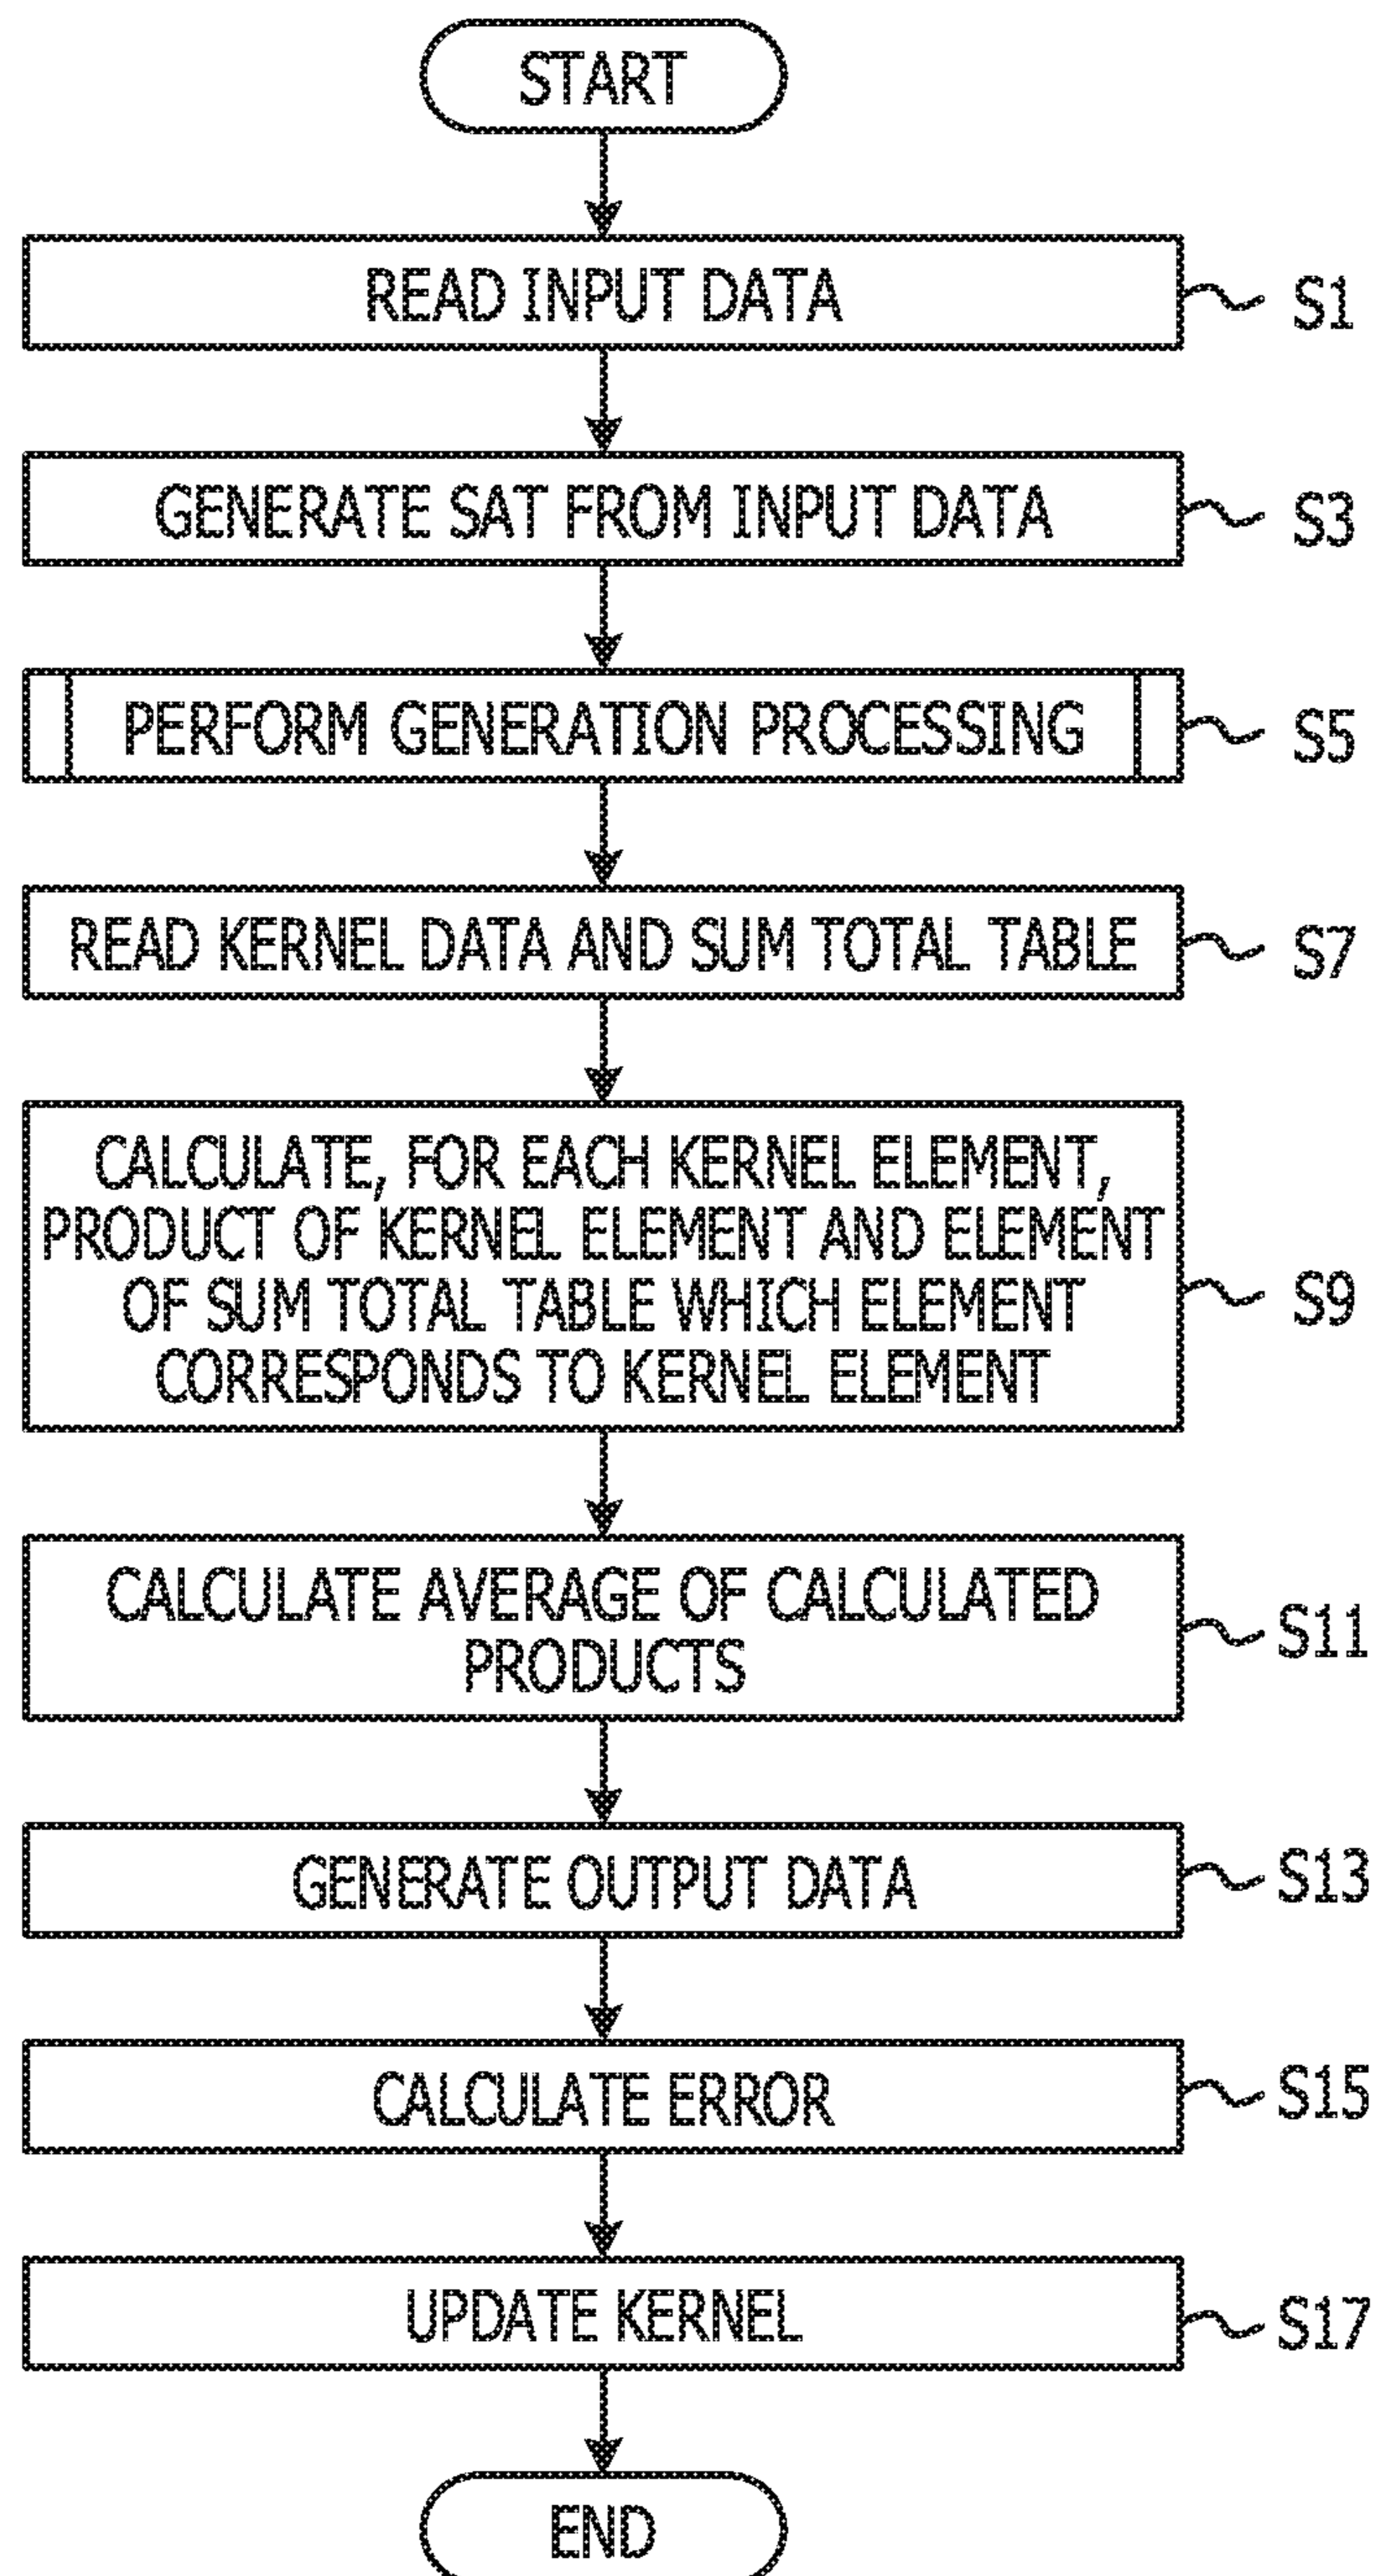 START
READ INPUT DATA
S1
GENERATE SAT FROM INPUT DATA
S3
PERFORM GENERATION PROCESSING
S5
READ KERNEL DATA AND SUM TOTAL TABLE
S7
CALCULATE, FOR EACH KERNEL ELEMENT,
PRODUCT OF KERNEL ELEMENT AND ELEMENT
OF SUM TOTAL TABLE WHICH ELEMENT
CORRESPONDS TO KERNEL ELEMENT
S9
CALCULATE AVERAGE OF CALCULATED
PRODUCTS
S11
GENERATE OUTPUT DATA
S13
CALCULATE ERROR
S15
UPDATE KERNEL
S17
END